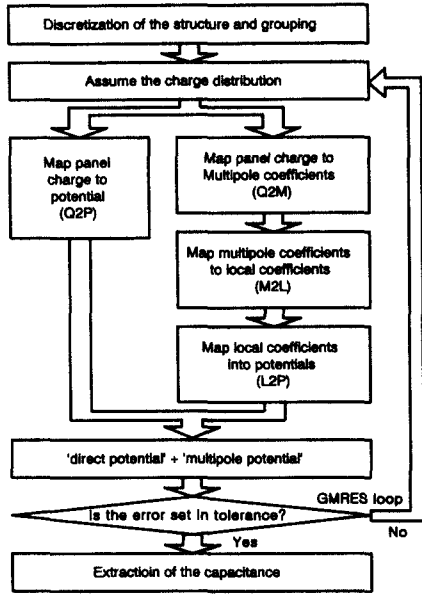 Discretization of the structure and grouping
Assume the charge distribution
Map panel
charge to
potential
(Q2P)
Map panel charge to
Multipole coefficients
(Q2M)
Map multipole coefficients
to local coefficients
(M2L)
Map local coefficients
into potentials
(L2P)
'direct potential' + 'multipole potential'
GMRES loop
Is the error set in tolerance?
No
Yes
Extractioin of the capacitance